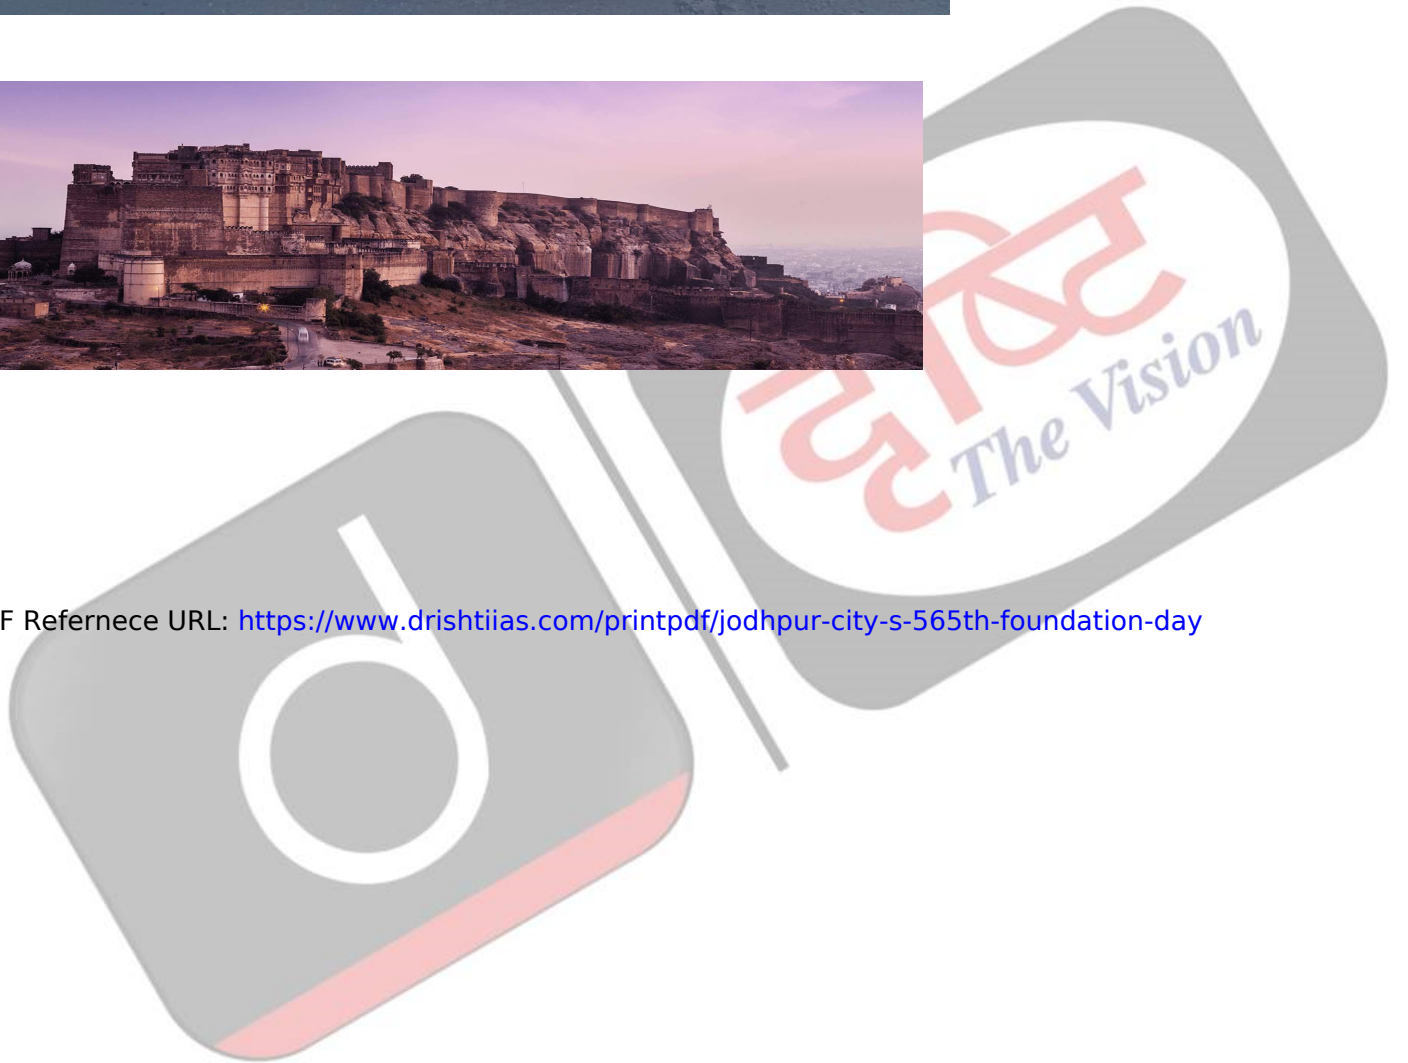 दृष्टि
The Vision
F Refernece URL: https://www.drishtiias.com/printpdf/jodhpur-city-s-565th-foundation-day
d